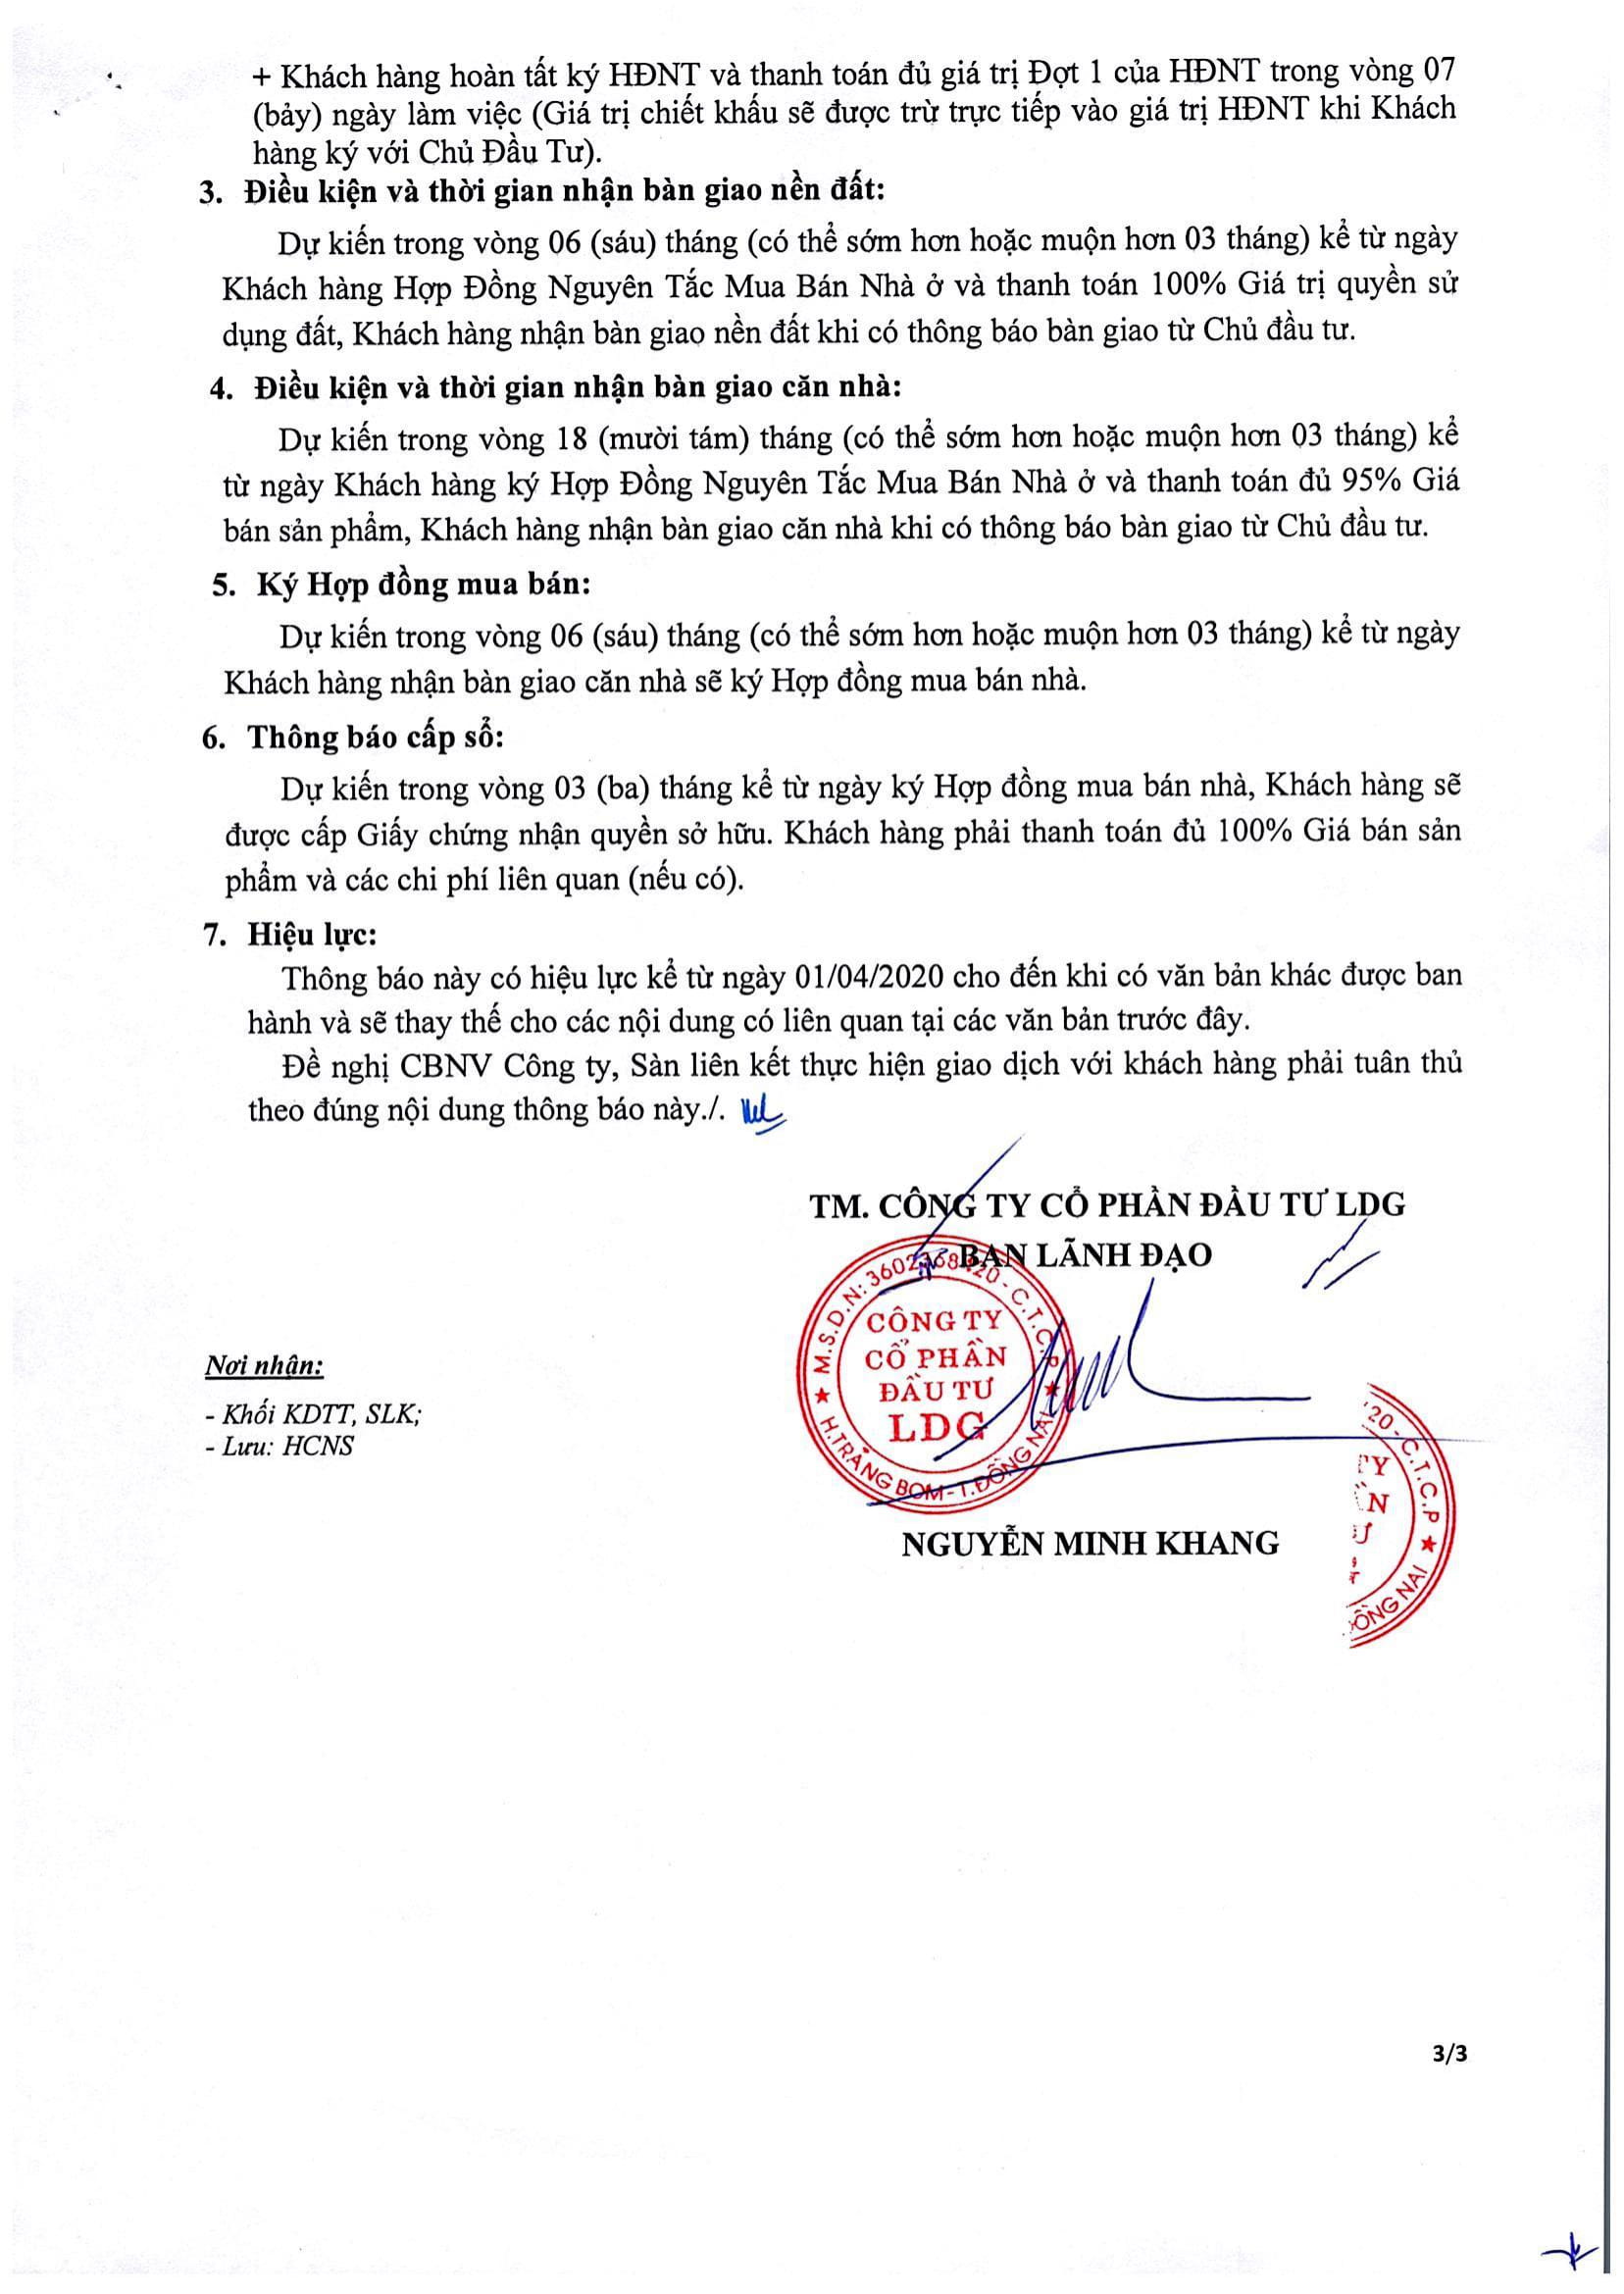 + Khách hàng hoàn tất ký HĐNT và thanh toán đủ giá trị Đợt 1 của HĐNT trong vòng 07
(bảy) ngày làm việc (Giá trị chiết khấu sẽ được trừ trực tiếp vào giá trị HĐNT khi Khách
hàng ký với Chủ Đầu Tư).
3. Điều kiện và thời gian nhận bàn giao nền đất:
Dự kiến trong vòng 06 (sáu) tháng (có thể sớm hơn hoặc muộn hơn 03 tháng) kể từ ngày
Khách hàng Hợp Đồng Nguyên Tắc Mua Bán Nhà ở và thanh toán 100% Giá trị quyền sử
dụng đất, Khách hàng nhận bàn giao nền đất khi có thông báo bàn giao từ Chủ đầu tư.
4. Điều kiện và thời gian nhận bàn giao căn nhà:
Dự kiến trong vòng 18 (mười tám) tháng (có thể sớm hơn hoặc muộn hơn 03 tháng) kể
từ ngày Khách hàng ký Hợp Đồng Nguyên Tắc Mua Bán Nhà ở và thanh toán đủ 95% Giá
bán sản phẩm, Khách hàng nhận bàn giao căn nhà khi có thông báo bàn giao từ Chủ đầu tư.
5. Ký Hợp đồng mua bán:
Dự kiến trong vòng 06 (sáu) tháng (có thể sớm hơn hoặc muộn hơn 03 tháng) kể từ ngày
Khách hàng nhận bàn giao căn nhà sẽ ký Hợp đồng mua bán nhà.
6. Thông báo cấp sổ:
Dự kiến trong vòng 03 (ba) tháng kể từ ngày ký Hợp đồng mua bán nhà, Khách hàng sẽ
được cấp Giấy chứng nhận quyền sở hữu. Khách hàng phải thanh toán đủ 100% Giá bán sản
phẩm và các chi phí liên quan (nếu có).
7. Hiệu lực:
Thông báo này có hiệu lực kể từ ngày 01/04/2020 cho đến khi có văn bản khác được ban
hành và sẽ thay thế cho các nội dung có liên quan tại các văn bản trước đây.
Đề nghị CBNV Công ty, Sàn liên kết thực hiện giao dịch với khách hàng phải tuân thủ
theo đúng nội dung thông báo này./.
TM. CÔNG TY CỔ PHẦN ĐẦU TƯ LDG
BAN LÃNH ĐẠO
M.S.D.N: 3602368420 - C.T.C.P
CÔNG TY
CỔ PHẦN
ĐẦU TƯ
LDG
H.TRẢNG BOM - T.ĐỒNG NAI
Nơi nhận:
- Khối KDTT, SLK;
- Lưu: HCNS
'20 - C.T.C.P
TY
ẦN
Ư
ỒNG NAI
NGUYỄN MINH KHANG
3/3